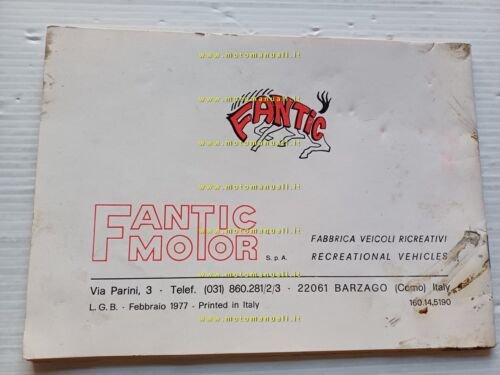 www.motomanuali.it
www.motomanuali.it
FANTIC
www.motomanuali.it
www.motomanuali.it
www.motomanuali.it
www.motomanuali.it
FANTIC
MOTOR S.p.A.
FABBRICA VEICOLI RICREATIVI
RECREATIONAL VEHICLES
www.motomanuali.it
Via Parini, 3 - Telef. (031) 860.281/2/3 - 22061 BARZAGO (Como) Italy
L.G.B. - Febbraio 1977 - Printed in Italy
160.14.5190